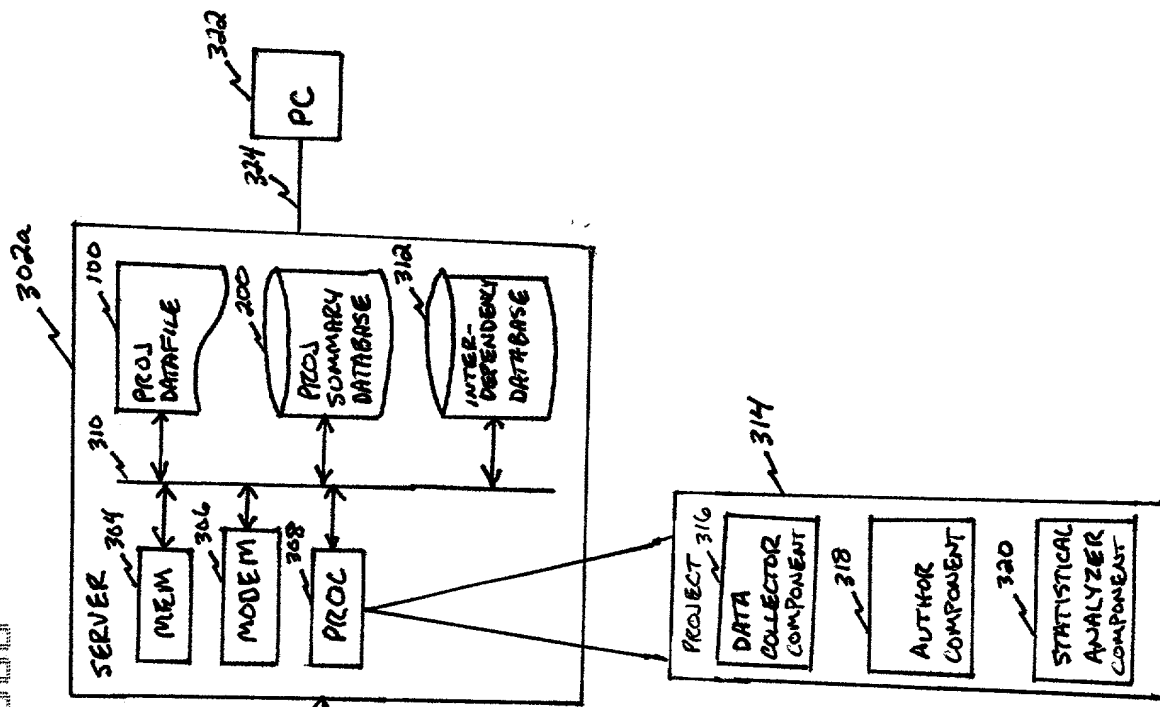 302a
SERVER
304
MEM
306
MODEM
308
PROC
310
100
PROJ
DATAFILE
200
PROJ
SUMMARY
DATABASE
312
INTER-
DEPENDENCY
DATABASE
324
322
PC
314
PROJECT
316
DATA
COLLECTOR
COMPONENT
318
AUTHOR
COMPONENT
320
STATISTICAL
ANALYZER
COMPONENT